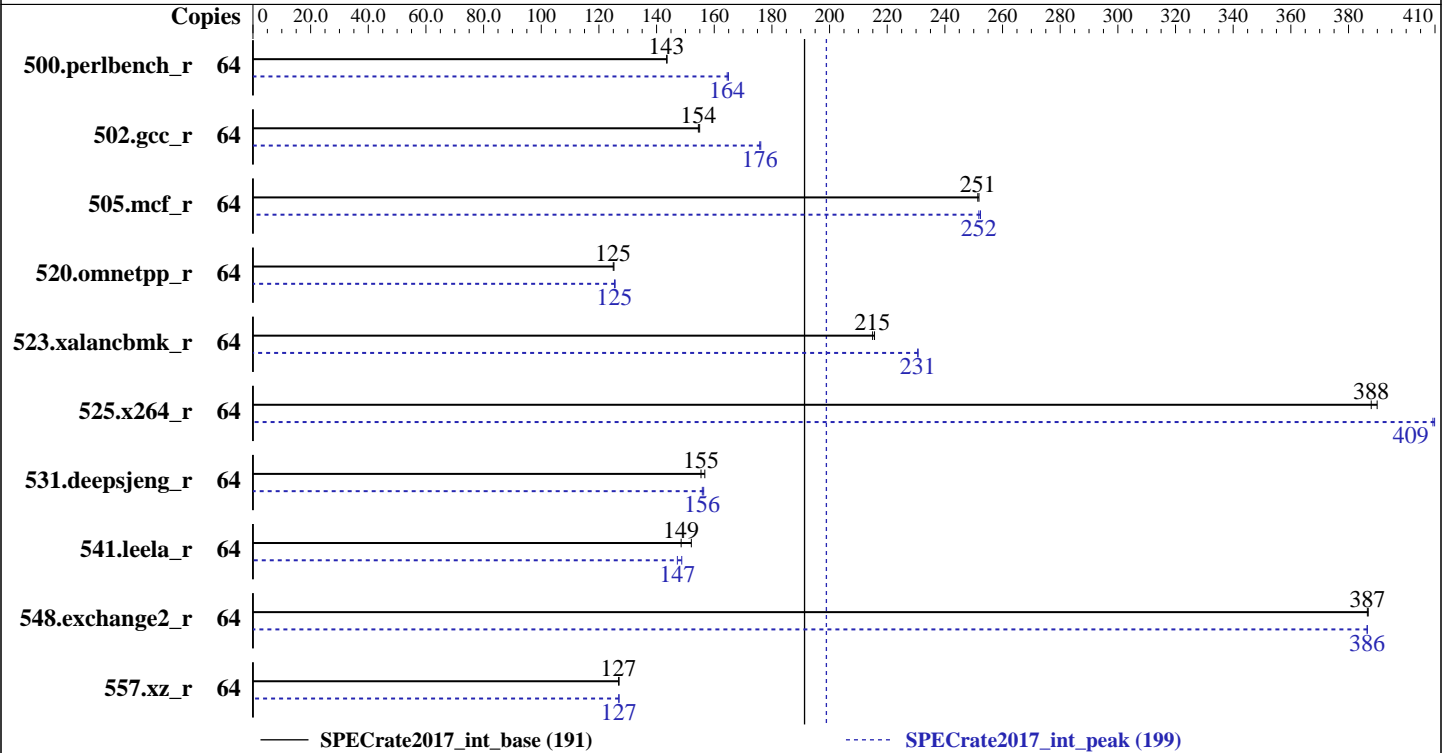 Copies 0 20.0 40.0 60.0 80.0 100 120 140 160 180 200 220 240 260 280 300 320 340 360 380 410
143
500.perlbench_r 64
164
154
502.gcc_r 64
176
251
505.mcf_r 64
252
125
520.omnetpp_r 64
125
215
523.xalancbmk_r 64
231
388
525.x264_r 64
409
155
531.deepsjeng_r 64
156
149
541.leela_r 64
147
387
548.exchange2_r 64
386
127
557.xz_r 64
127
SPECrate2017_int_base (191) SPECrate2017_int_peak (199)